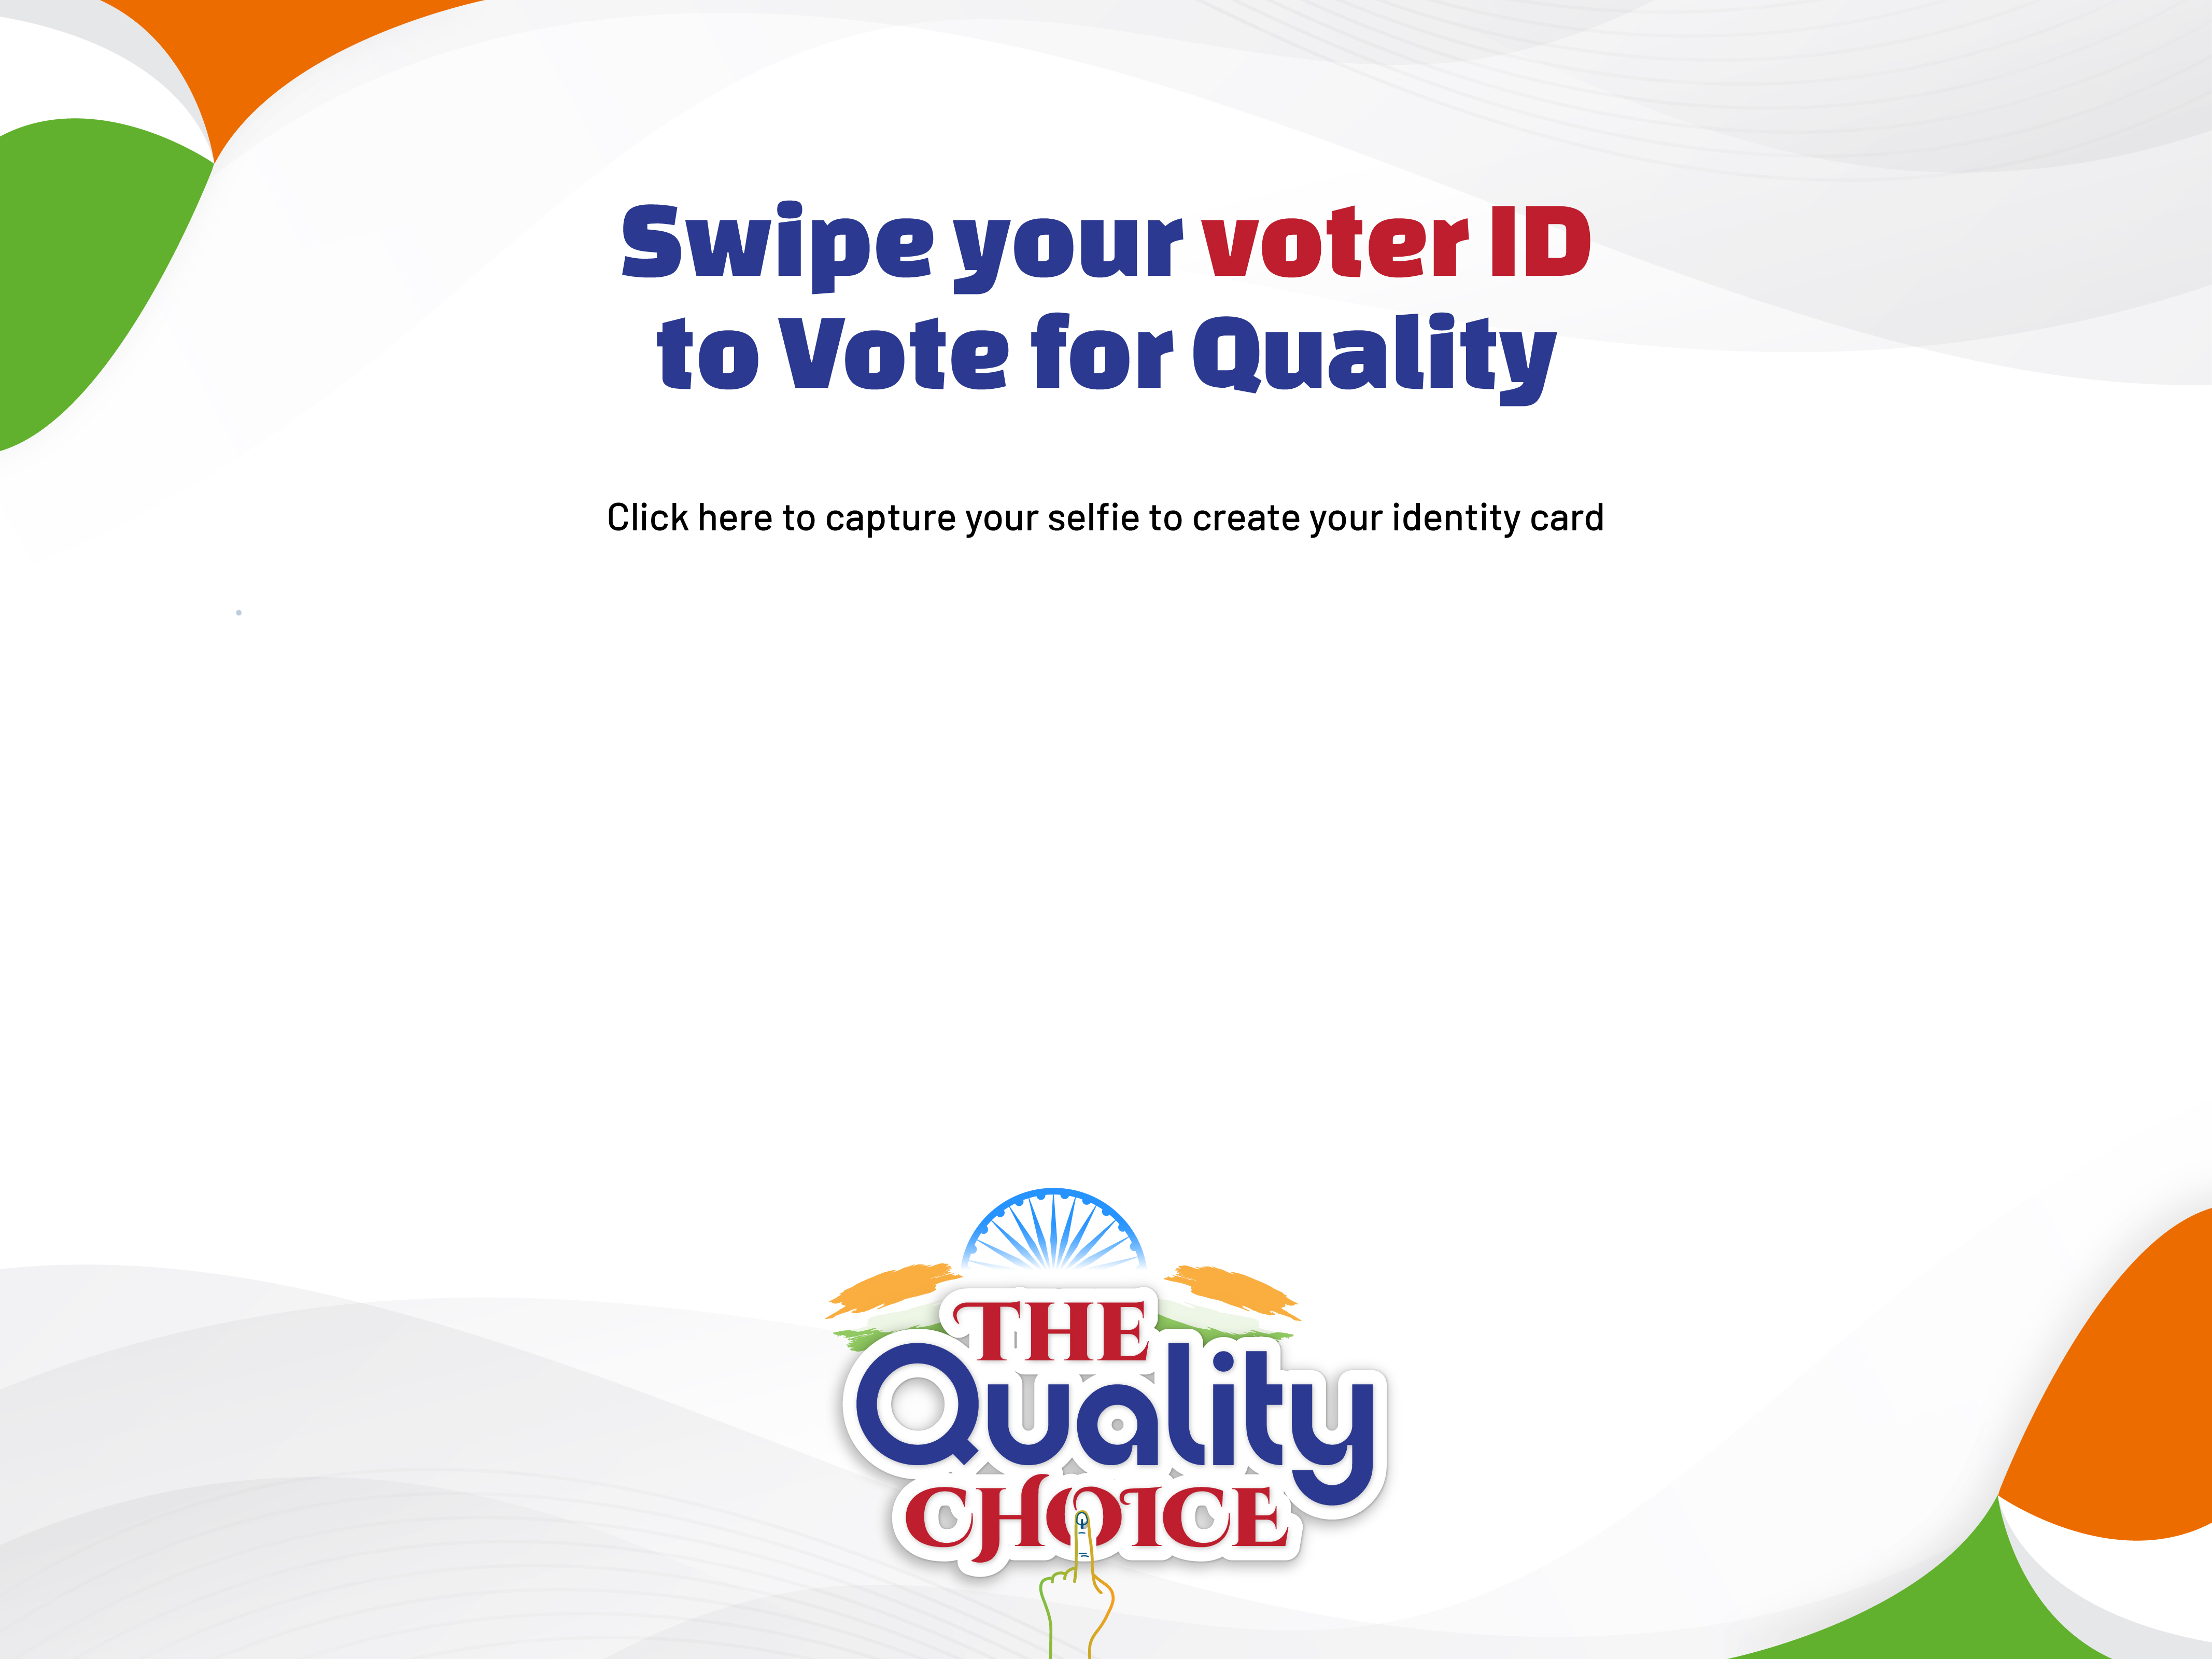 Swipe your voter ID
to Vote for Quality
Click here to capture your selfie to create your identity card
THE
Quality
CHOICE